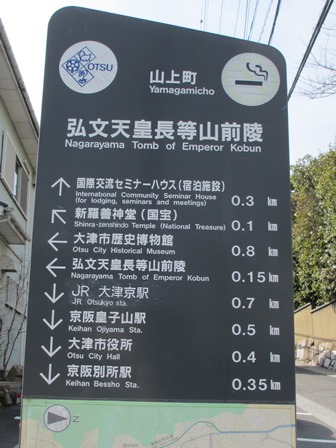 OTSU
山上町
Yamagamicho
弘文天皇長等山前陵
Nagarayama Tomb of Emperor Kobun
↑ 国際交流セミナーハウス(宿泊施設)
International Community Seminar House
(for lodging, seminars and meetings) 0.3 km
↖ 新羅善神堂(国宝)
Shinra-zenshindo Temple (National Treasure) 0.1 km
← 大津市歴史博物館
Otsu City Historical Museum 0.8 km
← 弘文天皇長等山前陵
Nagarayama Tomb of Emperor Kobun 0.15 km
↓ JR 大津京駅
JR Otsukyo sta. 0.7 km
↓ 京阪皇子山駅
Keihan Ojiyama Sta. 0.5 km
↓ 大津市役所
Otsu City Hall 0.4 km
↓ 京阪別所駅
Keihan Bessho Sta. 0.35 km
N